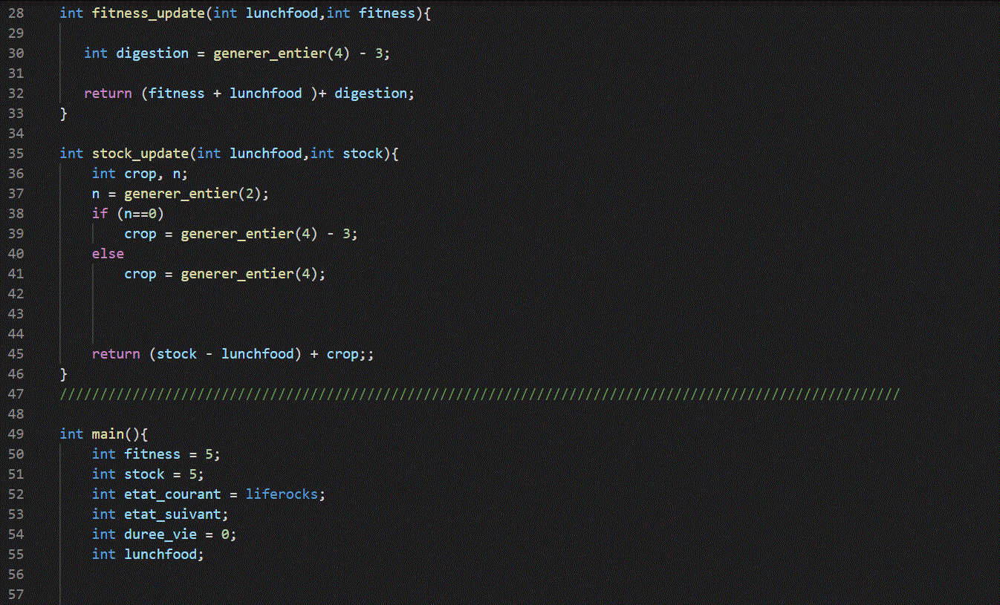 28 int fitness_update(int lunchfood,int fitness){
29
30 int digestion = generer_entier(4) - 3;
31
32 return (fitness + lunchfood )+ digestion;
33 }
34
35 int stock_update(int lunchfood,int stock){
36 int crop, n;
37 n = generer_entier(2);
38 if (n==0)
39 crop = generer_entier(4) - 3;
40 else
41 crop = generer_entier(4);
42
43
44
45 return (stock - lunchfood) + crop;;
46 }
47 ////////////////////////////////////////////////////////////////////////////////////////////////////////
48
49 int main(){
50 int fitness = 5;
51 int stock = 5;
52 int etat_courant = liferocks;
53 int etat_suivant;
54 int duree_vie = 0;
55 int lunchfood;
56
57